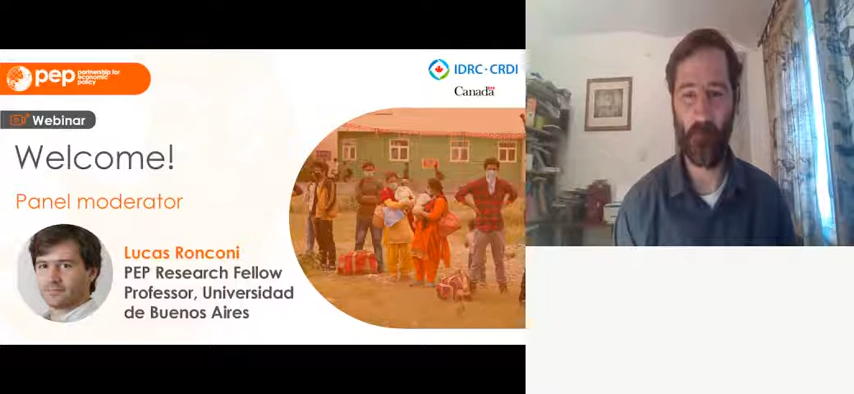 pep partnership for
economic
policy
IDRC · CRDI
Canada
Webinar
Welcome!
Panel moderator
Lucas Ronconi
PEP Research Fellow
Professor, Universidad
de Buenos Aires